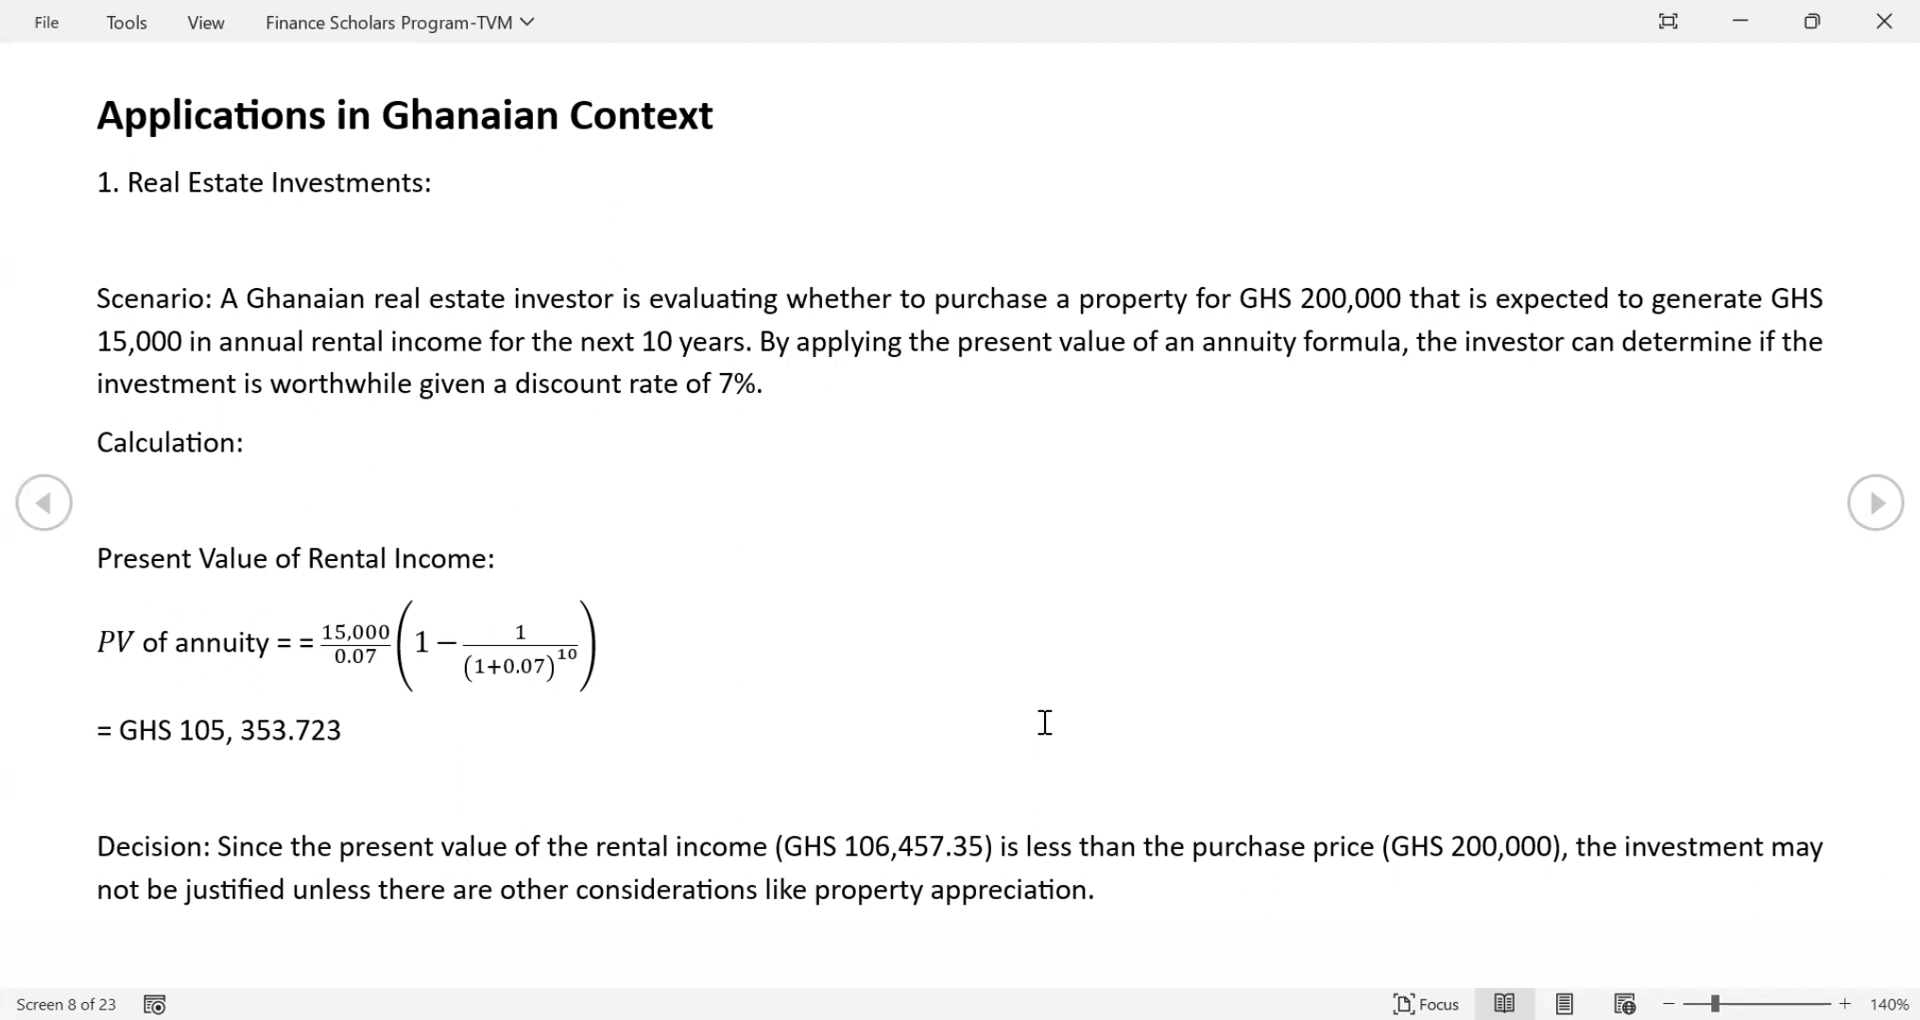 File Tools View Finance Scholars Program-TVM
Applications in Ghanaian Context
1. Real Estate Investments:
Scenario: A Ghanaian real estate investor is evaluating whether to purchase a property for GHS 200,000 that is expected to generate GHS
15,000 in annual rental income for the next 10 years. By applying the present value of an annuity formula, the investor can determine if the
investment is worthwhile given a discount rate of 7%.
Calculation:
Present Value of Rental Income:
PV of annuity = = 15,000/0.07 (1 − 1/(1+0.07)^10)
= GHS 105, 353.723
Decision: Since the present value of the rental income (GHS 106,457.35) is less than the purchase price (GHS 200,000), the investment may
not be justified unless there are other considerations like property appreciation.
Screen 8 of 23 Focus 140%